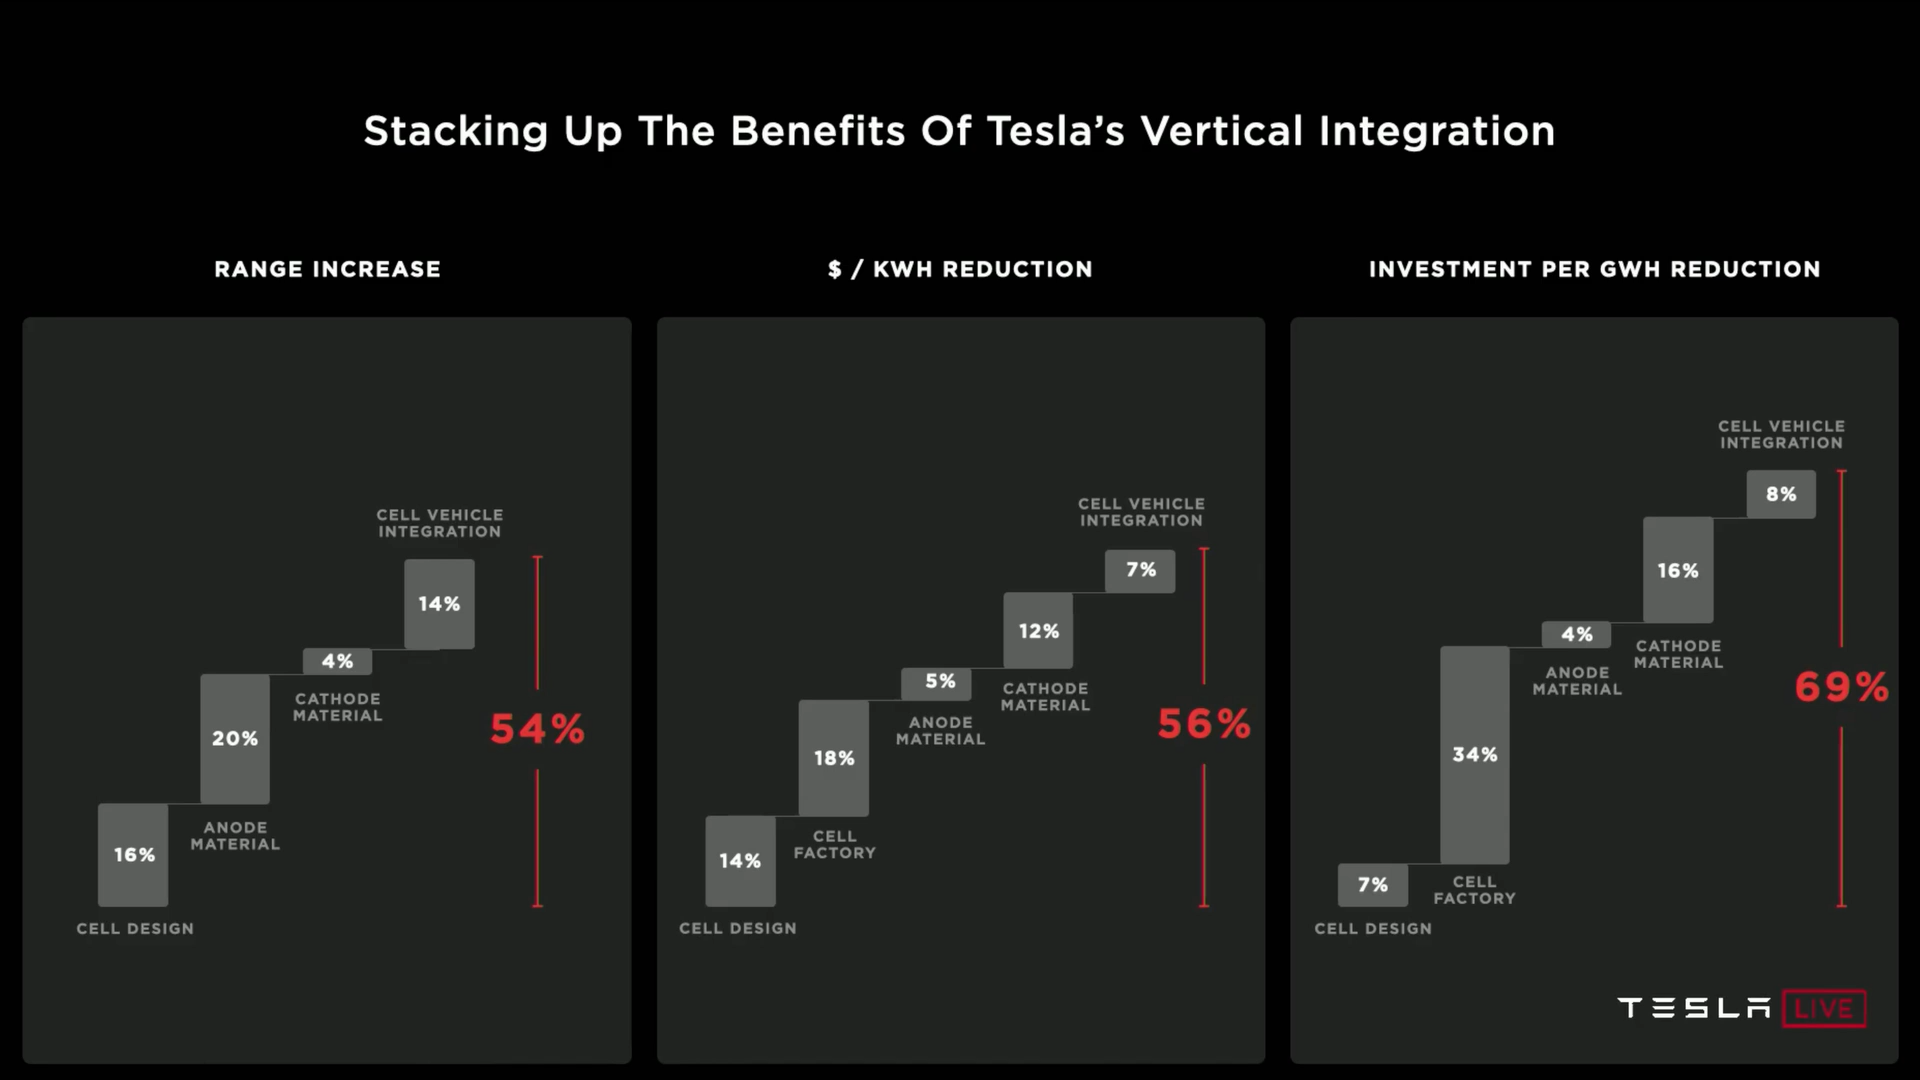 Stacking Up The Benefits Of Tesla's Vertical Integration
RANGE INCREASE
CELL VEHICLE
INTEGRATION
14%
4%
CATHODE
MATERIAL
20%
ANODE
MATERIAL
16%
CELL DESIGN
54%
$ / KWH REDUCTION
CELL VEHICLE
INTEGRATION
7%
12%
CATHODE
MATERIAL
5%
ANODE
MATERIAL
18%
CELL
FACTORY
14%
CELL DESIGN
56%
INVESTMENT PER GWH REDUCTION
CELL VEHICLE
INTEGRATION
8%
16%
CATHODE
MATERIAL
4%
ANODE
MATERIAL
34%
CELL
FACTORY
7%
CELL DESIGN
69%
TESLA LIVE